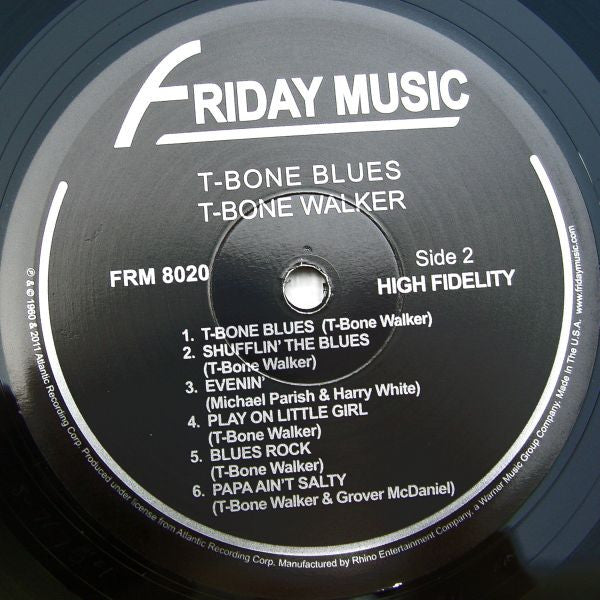 FRIDAY MUSIC
T-BONE BLUES
T-BONE WALKER
FRM 8020
Side 2
HIGH FIDELITY
1. T-BONE BLUES (T-Bone Walker)
2. SHUFFLIN' THE BLUES
(T-Bone Walker)
3. EVENIN'
(Michael Parish & Harry White)
4. PLAY ON LITTLE GIRL
(T-Bone Walker)
5. BLUES ROCK
(T-Bone Walker)
6. PAPA AIN'T SALTY
(T-Bone Walker & Grover McDaniel)
℗ & © 1960 & 2011 Atlantic Recording Corp. Produced under license from Atlantic Recording Corp. Manufactured by Rhino Entertainment Company, a Warner Music Group Company. Made in The U.S.A. www.fridaymusic.com